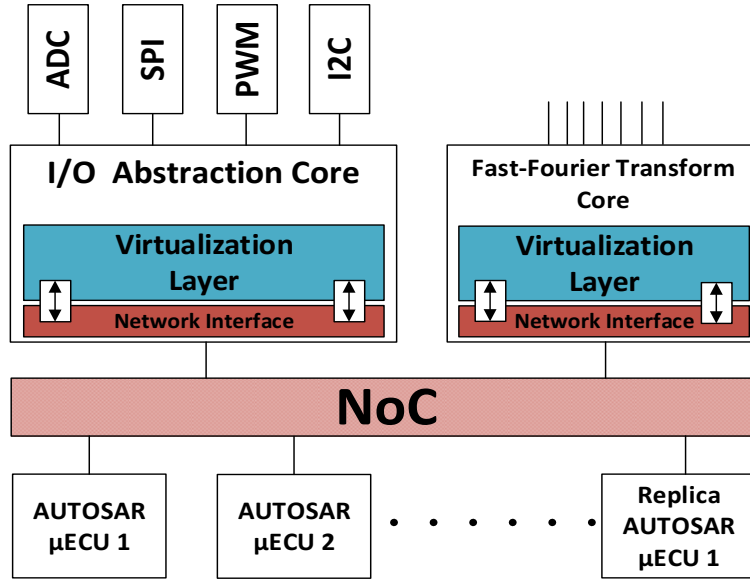 ADC
SPI
PWM
I2C
I/O Abstraction Core
Virtualization
Layer
Network Interface
Fast-Fourier Transform
Core
Virtualization
Layer
Network Interface
NoC
AUTOSAR
µECU 1
AUTOSAR
µECU 2
Replica
AUTOSAR
µECU 1